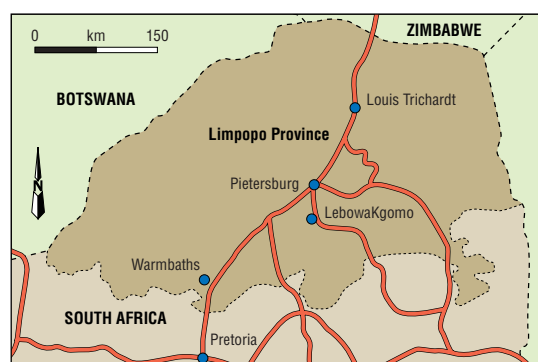 ZIMBABWE
0 km 150
BOTSWANA
Louis Trichardt
Limpopo Province
N
Pietersburg
LebowaKgomo
Warmbaths
SOUTH AFRICA
Pretoria